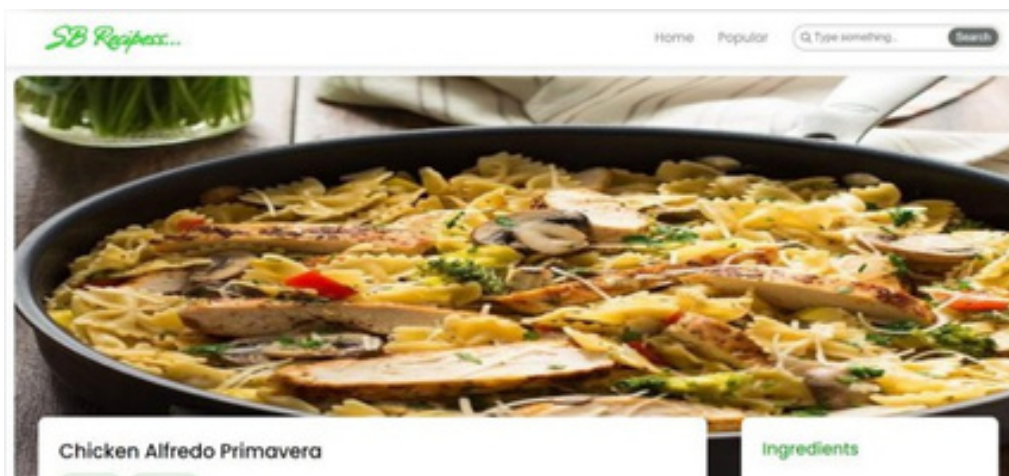 SB Recipess...
Home Popular Type something... Search
Chicken Alfredo Primavera
Ingredients